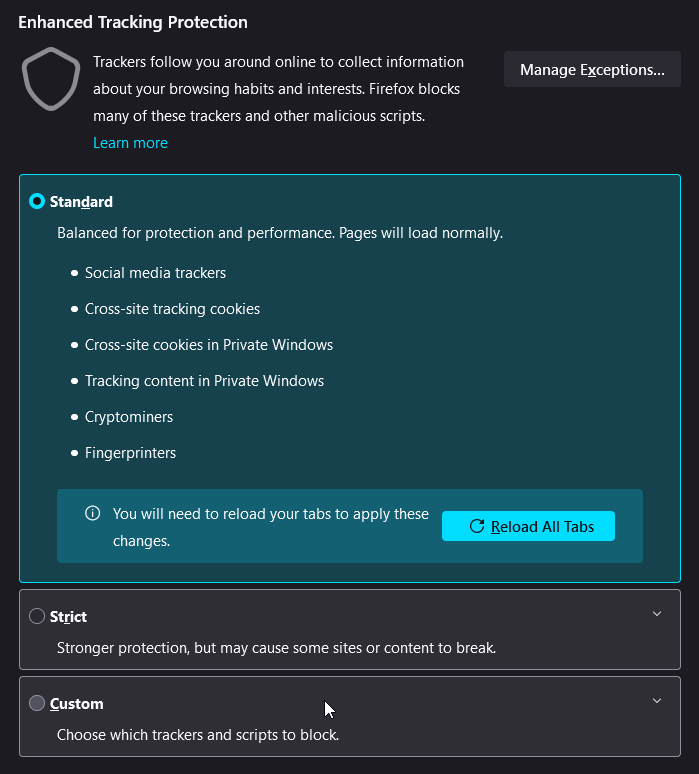 Enhanced Tracking Protection
Trackers follow you around online to collect information
about your browsing habits and interests. Firefox blocks
many of these trackers and other malicious scripts.
Learn more
Manage Exceptions...
Standard
Balanced for protection and performance. Pages will load normally.
• Social media trackers
• Cross-site tracking cookies
• Cross-site cookies in Private Windows
• Tracking content in Private Windows
• Cryptominers
• Fingerprinters
You will need to reload your tabs to apply these
changes.
Reload All Tabs
Strict
Stronger protection, but may cause some sites or content to break.
Custom
Choose which trackers and scripts to block.